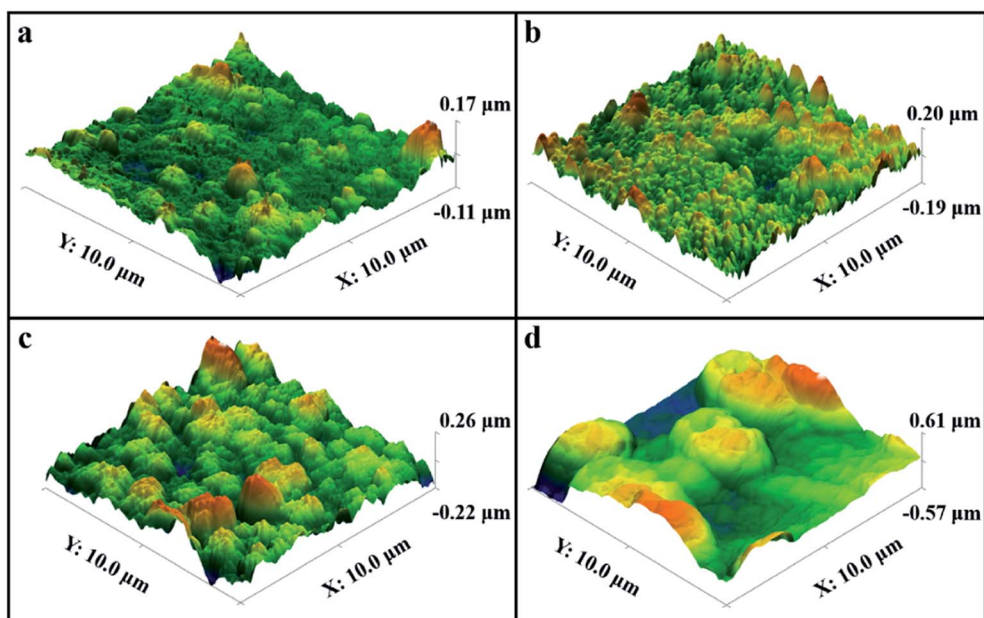 a
0.17 µm
-0.11 µm
Y: 10.0 µm
X: 10.0 µm
b
0.20 µm
-0.19 µm
Y: 10.0 µm
X: 10.0 µm
c
0.26 µm
-0.22 µm
Y: 10.0 µm
X: 10.0 µm
d
0.61 µm
-0.57 µm
Y: 10.0 µm
X: 10.0 µm